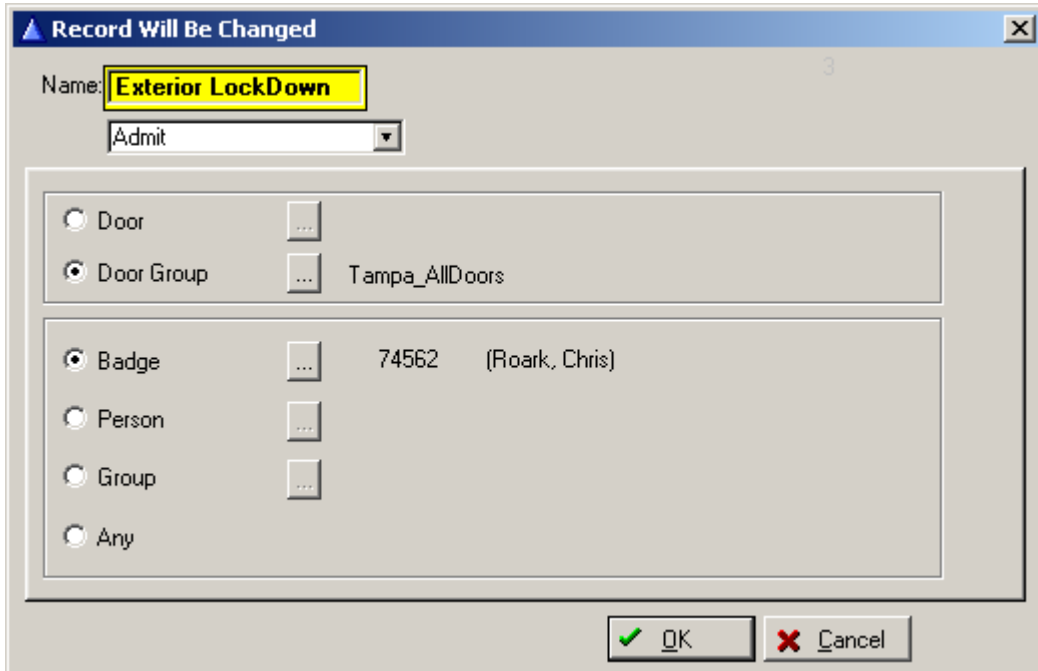 Record Will Be Changed
3
Name: Exterior LockDown
Admit
Door ...
Door Group ... Tampa_AllDoors
Badge ... 74562 (Roark, Chris)
Person ...
Group ...
Any
OK Cancel